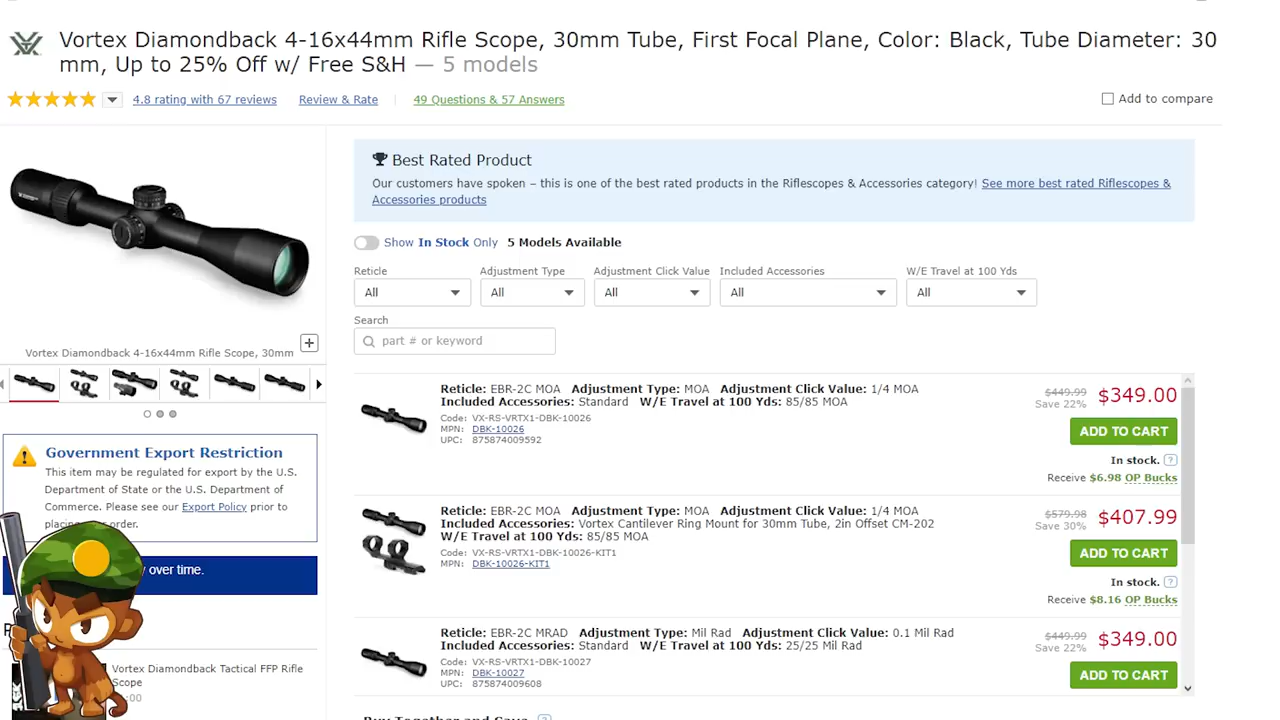 Vortex Diamondback 4-16x44mm Rifle Scope, 30mm Tube, First Focal Plane, Color: Black, Tube Diameter: 30
mm, Up to 25% Off w/ Free S&H — 5 models
4.8 rating with 67 reviews Review & Rate 49 Questions & 57 Answers
Add to compare
Vortex Diamondback 4-16x44mm Rifle Scope, 30mm
Government Export Restriction
This item may be regulated for export by the U.S.
Department of State or the U.S. Department of
Commerce. Please see our Export Policy prior to
order.
over time.
Vortex Diamondback Tactical FFP Rifle
Scope
:00
Best Rated Product
Our customers have spoken – this is one of the best rated products in the Riflescopes & Accessories category! See more best rated Riflescopes &
Accessories products
Show In Stock Only 5 Models Available
Reticle Adjustment Type Adjustment Click Value Included Accessories W/E Travel at 100 Yds
All All All All All
Search
part # or keyword
Reticle: EBR-2C MOA Adjustment Type: MOA Adjustment Click Value: 1/4 MOA
Included Accessories: Standard W/E Travel at 100 Yds: 85/85 MOA
Code: VX-RS-VRTX1-DBK-10026
MPN: DBK-10026
UPC: 875874009592
$449.99 $349.00
Save 22%
ADD TO CART
In stock. ?
Receive $6.98 OP Bucks
Reticle: EBR-2C MOA Adjustment Type: MOA Adjustment Click Value: 1/4 MOA
Included Accessories: Vortex Cantilever Ring Mount for 30mm Tube, 2in Offset CM-202
W/E Travel at 100 Yds: 85/85 MOA
Code: VX-RS-VRTX1-DBK-10026-KIT1
MPN: DBK-10026-KIT1
$579.98 $407.99
Save 30%
ADD TO CART
In stock. ?
Receive $8.16 OP Bucks
Reticle: EBR-2C MRAD Adjustment Type: Mil Rad Adjustment Click Value: 0.1 Mil Rad
Included Accessories: Standard W/E Travel at 100 Yds: 25/25 Mil Rad
Code: VX-RS-VRTX1-DBK-10027
MPN: DBK-10027
UPC: 875874009608
$449.99 $349.00
Save 22%
ADD TO CART
Buy Together and Save ?